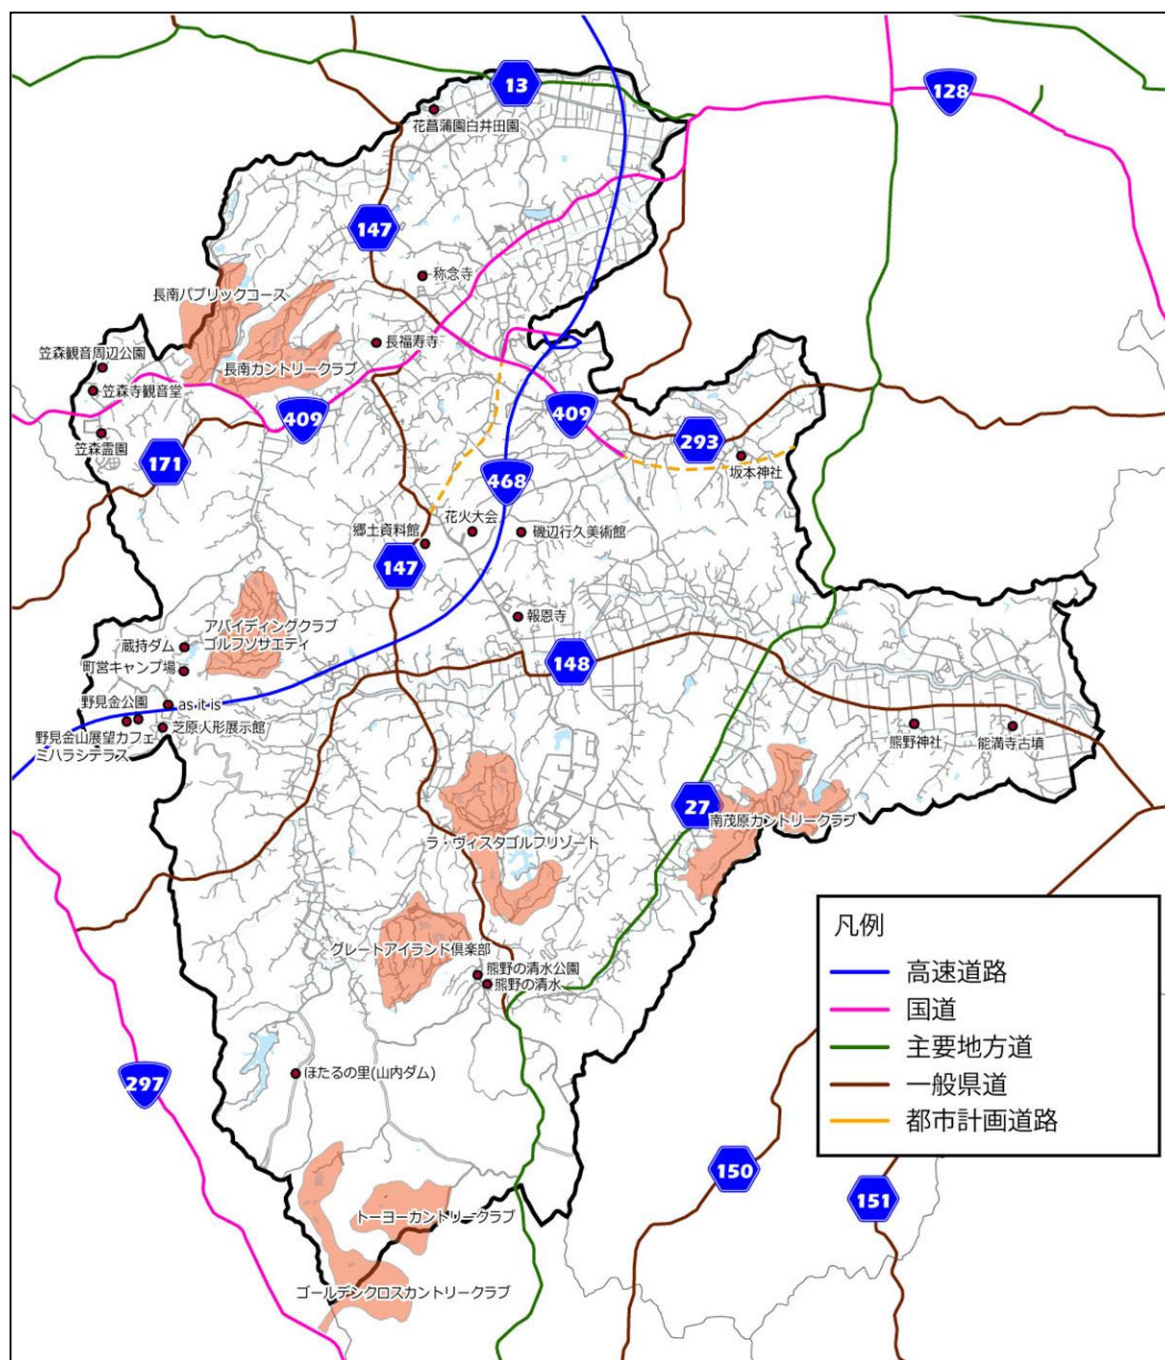 13
128
花菖蒲園白井田園
147
称念寺
長南パブリックコース
長福寿寺
笠森観音周辺公園
長南カントリークラブ
笠森寺観音堂
409
409
293
笠森霊園
171
坂本神社
468
花火大会
郷土資料館
磯辺行久美術館
147
報恩寺
アバイディングクラブ
ゴルフソサエティ
蔵持ダム
148
町営キャンプ場
野見金公園
as it is
野見金山展望カフェ
ミハラシテラス
芝原人形展示館
熊野神社
能満寺古墳
27
南茂原カントリークラブ
ラ・ヴィスタゴルフリゾート
グレートアイランド倶楽部
熊野の清水公園
熊野の清水
ほたるの里(山内ダム)
297
凡例
高速道路
国道
主要地方道
一般県道
都市計画道路
150
151
トーヨーカントリークラブ
ゴールデンクロスカントリークラブ